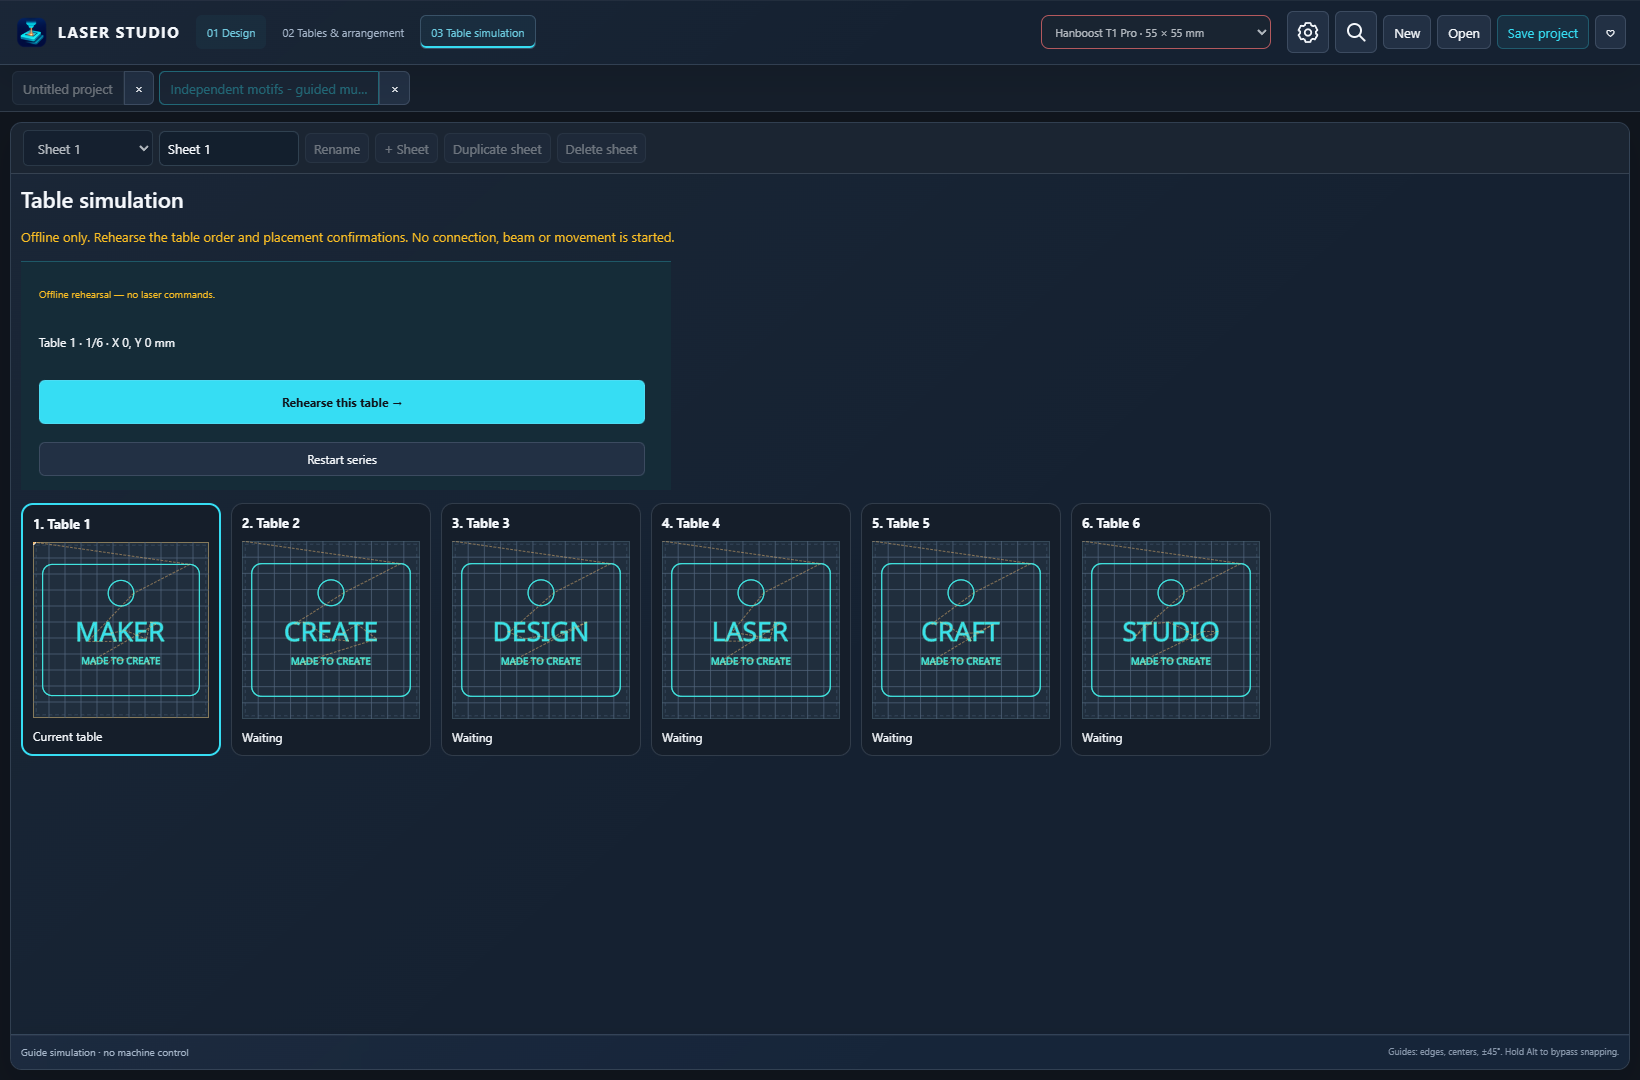 LASER STUDIO
01 Design
02 Tables & arrangement
03 Table simulation
Hanboost T1 Pro · 55 × 55 mm
New
Open
Save project
Untitled project
×
Independent motifs - guided mu...
×
Sheet 1
Sheet 1
Rename
+ Sheet
Duplicate sheet
Delete sheet
Table simulation
Offline only. Rehearse the table order and placement confirmations. No connection, beam or movement is started.
Offline rehearsal — no laser commands.
Table 1 · 1/6 · X 0, Y 0 mm
Rehearse this table →
Restart series
1. Table 1
MAKER
MADE TO CREATE
Current table
2. Table 2
CREATE
MADE TO CREATE
Waiting
3. Table 3
DESIGN
MADE TO CREATE
Waiting
4. Table 4
LASER
MADE TO CREATE
Waiting
5. Table 5
CRAFT
MADE TO CREATE
Waiting
6. Table 6
STUDIO
MADE TO CREATE
Waiting
Guide simulation · no machine control
Guides: edges, centers, ±45°. Hold Alt to bypass snapping.